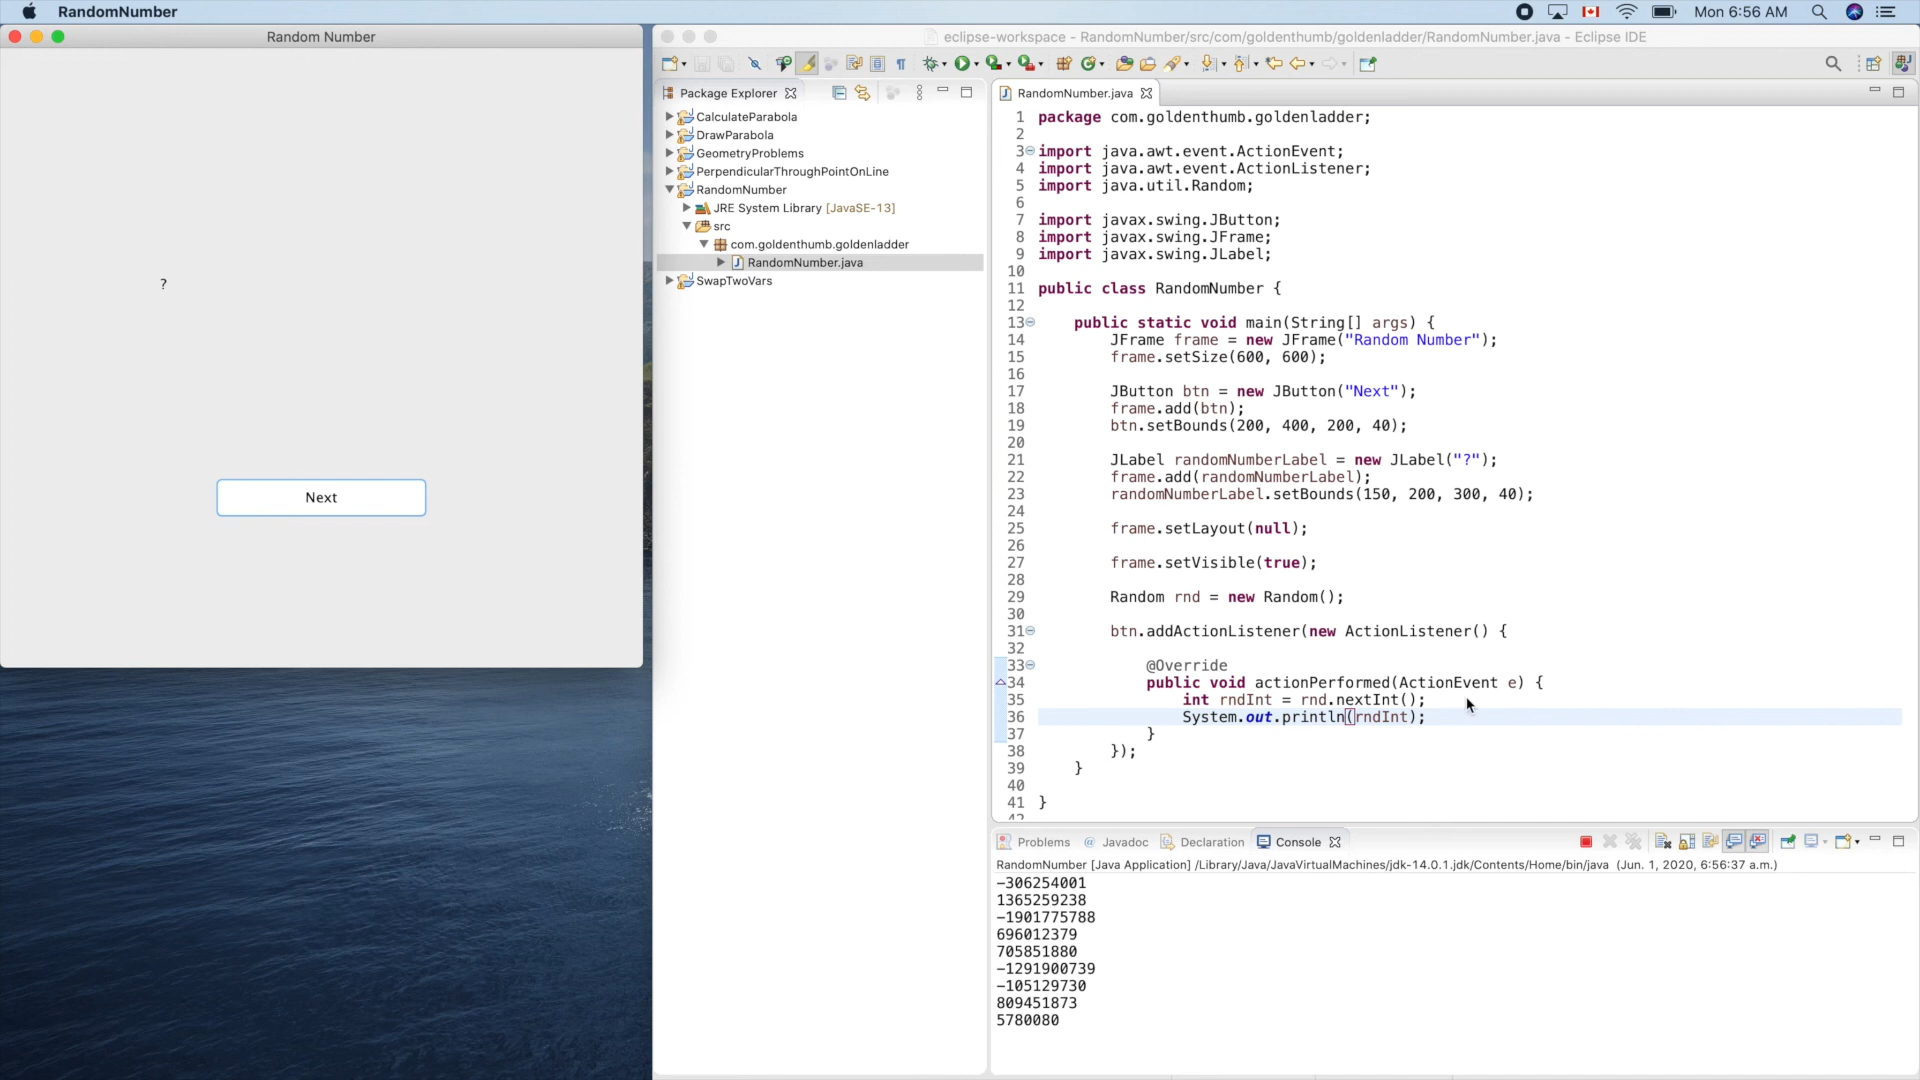 RandomNumber
Mon 6:56 AM
Random Number
?
Next
eclipse-workspace - RandomNumber/src/com/goldenthumb/goldenladder/RandomNumber.java - Eclipse IDE
Package Explorer
CalculateParabola
DrawParabola
GeometryProblems
PerpendicularThroughPointOnLine
RandomNumber
JRE System Library [JavaSE-13]
src
com.goldenthumb.goldenladder
RandomNumber.java
SwapTwoVars
RandomNumber.java
1 package com.goldenthumb.goldenladder;
2
3 import java.awt.event.ActionEvent;
4 import java.awt.event.ActionListener;
5 import java.util.Random;
6
7 import javax.swing.JButton;
8 import javax.swing.JFrame;
9 import javax.swing.JLabel;
10
11 public class RandomNumber {
12
13 public static void main(String[] args) {
14 JFrame frame = new JFrame("Random Number");
15 frame.setSize(600, 600);
16
17 JButton btn = new JButton("Next");
18 frame.add(btn);
19 btn.setBounds(200, 400, 200, 40);
20
21 JLabel randomNumberLabel = new JLabel("?");
22 frame.add(randomNumberLabel);
23 randomNumberLabel.setBounds(150, 200, 300, 40);
24
25 frame.setLayout(null);
26
27 frame.setVisible(true);
28
29 Random rnd = new Random();
30
31 btn.addActionListener(new ActionListener() {
32
33 @Override
34 public void actionPerformed(ActionEvent e) {
35 int rndInt = rnd.nextInt();
36 System.out.println(rndInt);
37 }
38 });
39 }
40
41 }
42
Problems @ Javadoc Declaration Console
RandomNumber [Java Application] /Library/Java/JavaVirtualMachines/jdk-14.0.1.jdk/Contents/Home/bin/java (Jun. 1, 2020, 6:56:37 a.m.)
-306254001
1365259238
-1901775788
696012379
705851880
-1291900739
-105129730
809451873
5780080